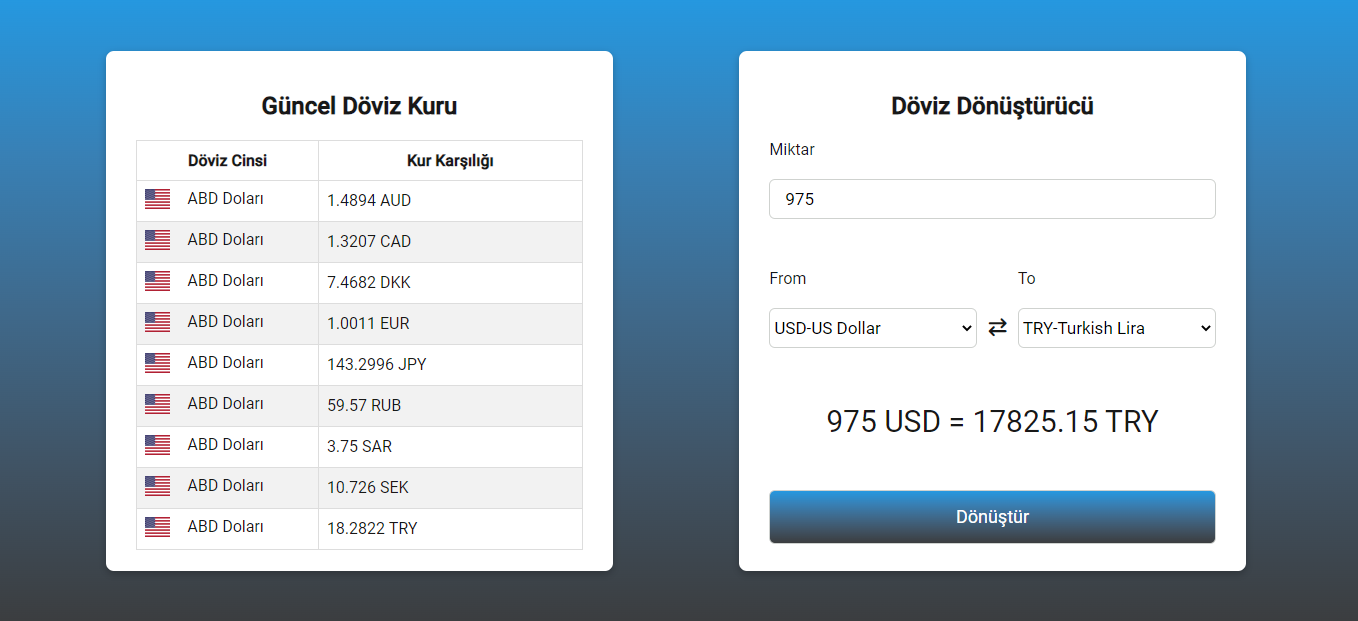 Güncel Döviz Kuru
Döviz Cinsi Kur Karşılığı
ABD Doları 1.4894 AUD
ABD Doları 1.3207 CAD
ABD Doları 7.4682 DKK
ABD Doları 1.0011 EUR
ABD Doları 143.2996 JPY
ABD Doları 59.57 RUB
ABD Doları 3.75 SAR
ABD Doları 10.726 SEK
ABD Doları 18.2822 TRY
Döviz Dönüştürücü
Miktar
975
From To
USD-US Dollar TRY-Turkish Lira
975 USD = 17825.15 TRY
Dönüştür